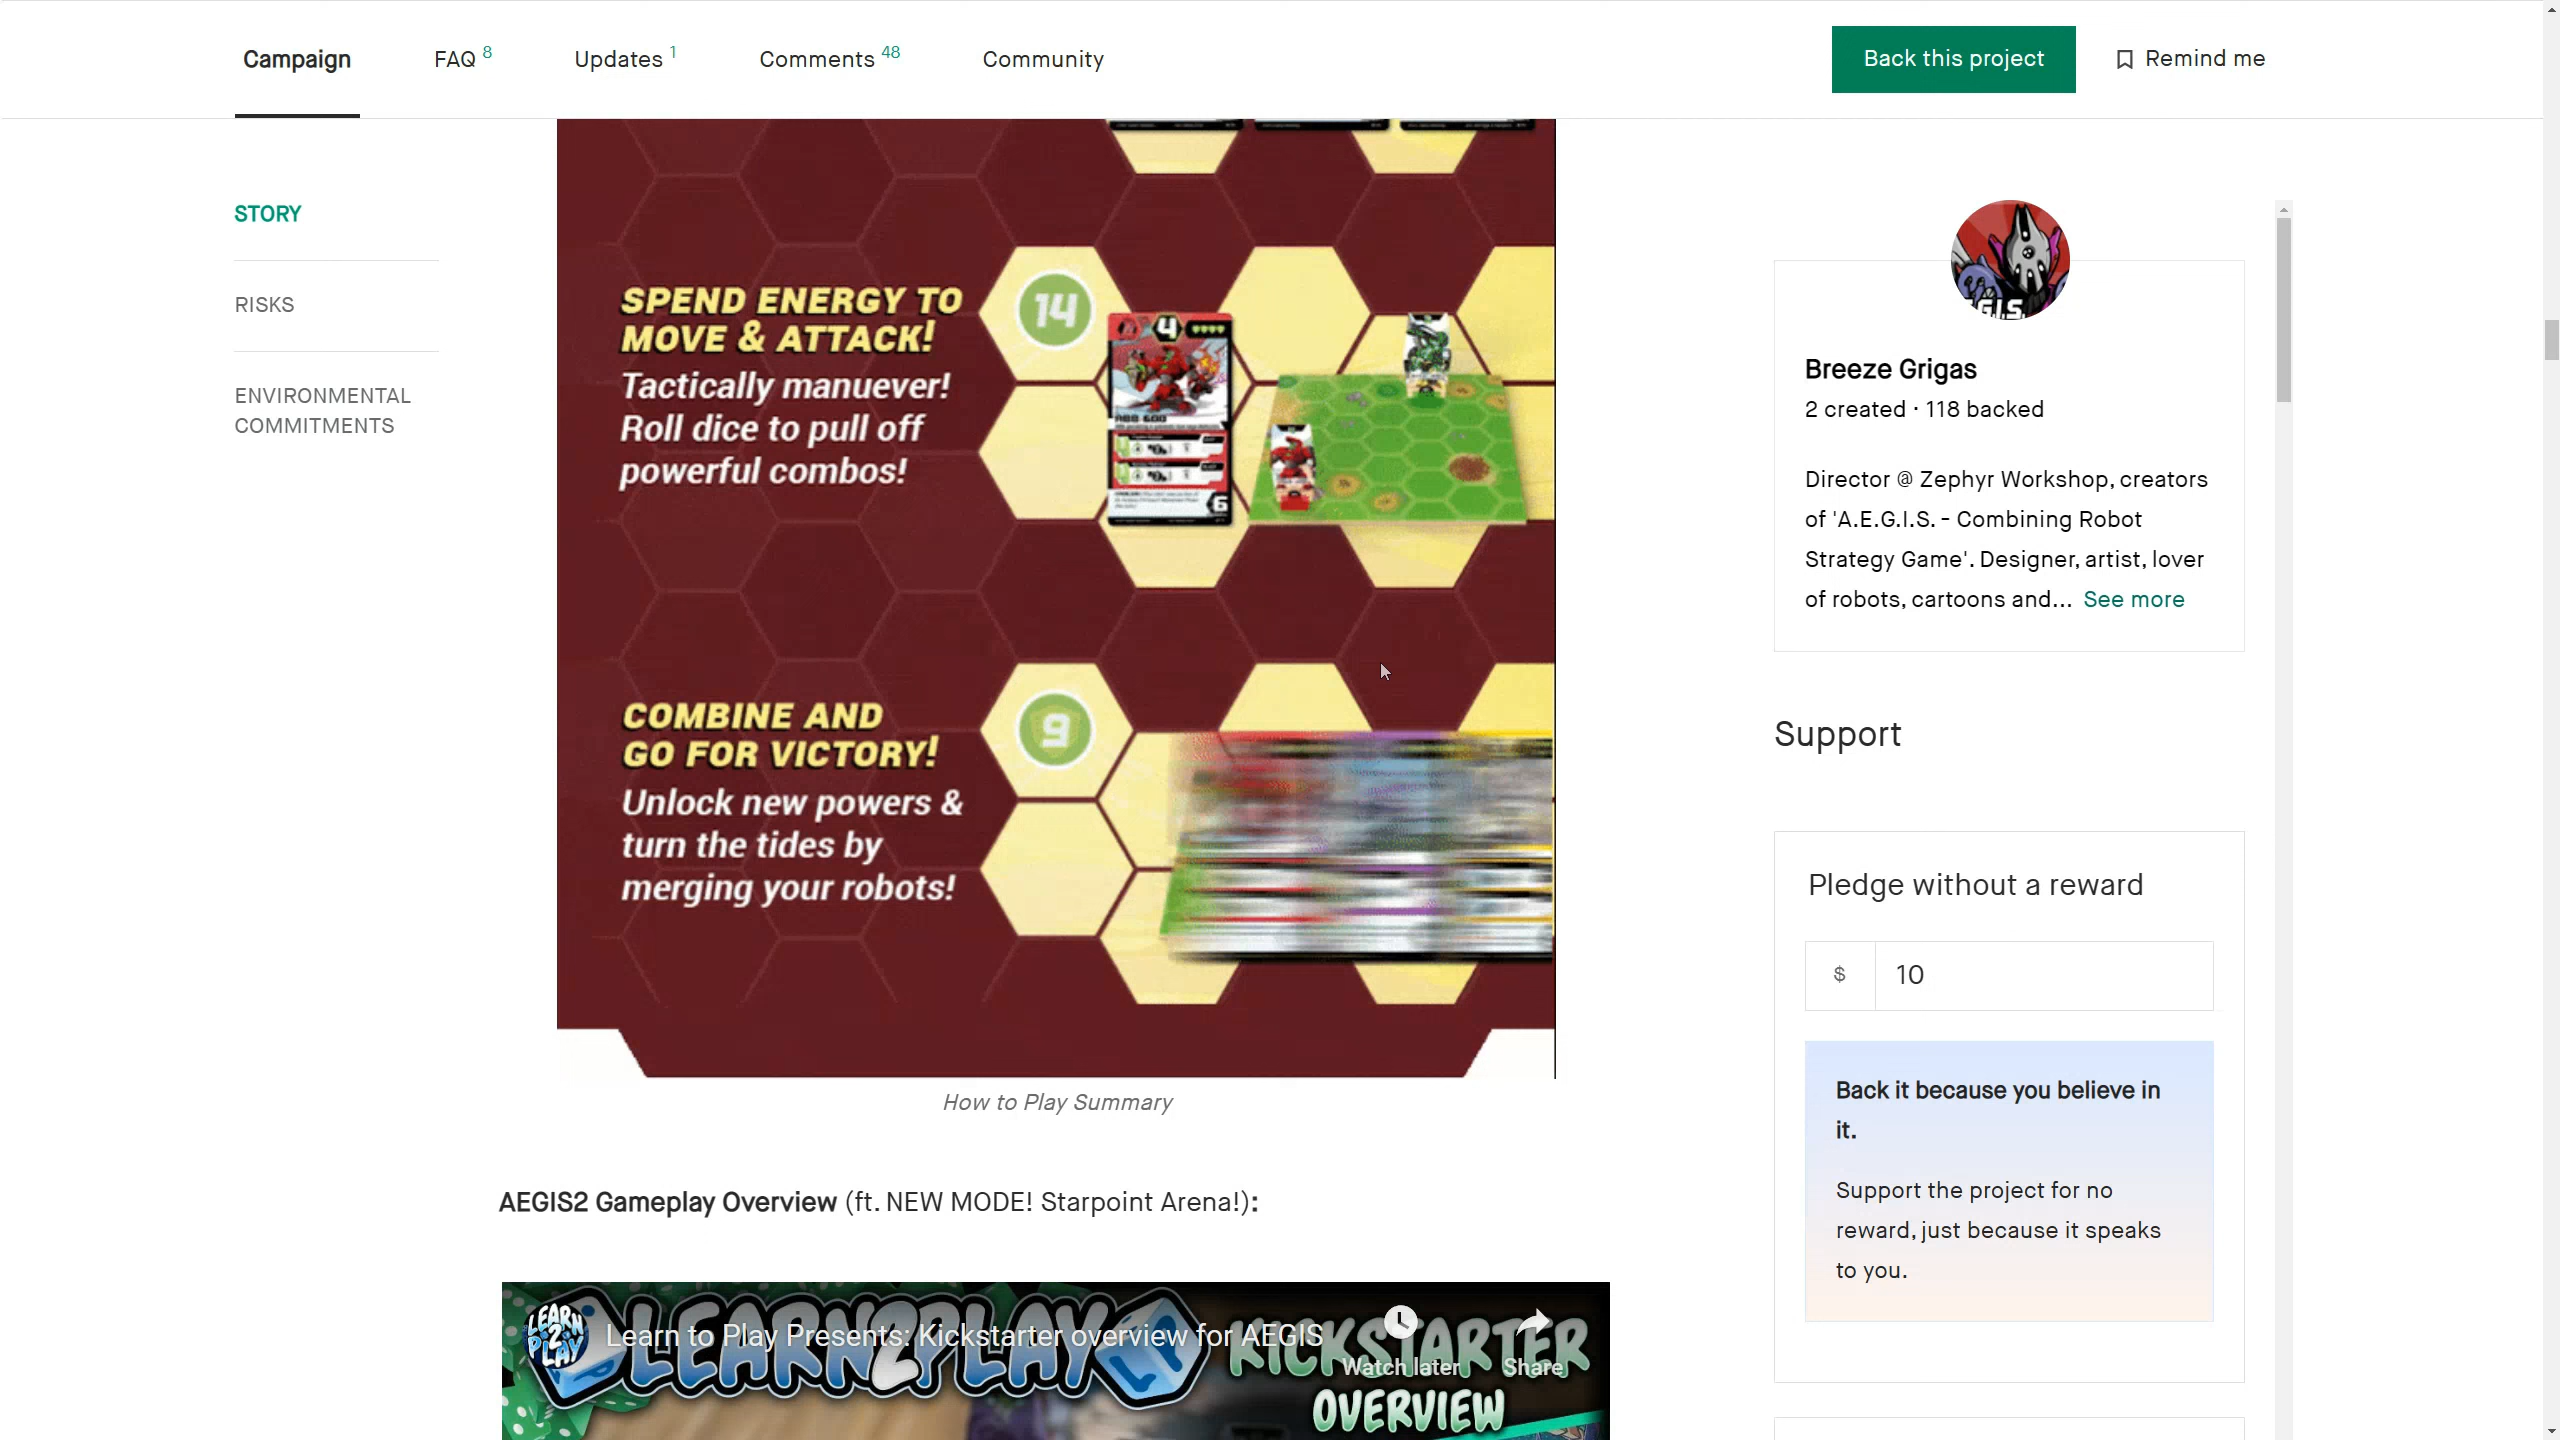 Campaign
FAQ 8
Updates 1
Comments 48
Community
Back this project
Remind me
STORY
RISKS
ENVIRONMENTAL
COMMITMENTS
SPEND ENERGY TO
MOVE & ATTACK!
Tactically manuever!
Roll dice to pull off
powerful combos!
14
4
6
COMBINE AND
GO FOR VICTORY!
Unlock new powers &
turn the tides by
merging your robots!
9
How to Play Summary
AEGIS2 Gameplay Overview (ft. NEW MODE! Starpoint Arena!):
LEARN
2
PLAY
Learn to Play Presents: Kickstarter overview for AEGIS
LEARN2PLAY
KICKSTARTER
OVERVIEW
Watch later
Share
Breeze Grigas
2 created · 118 backed
Director @ Zephyr Workshop, creators
of 'A.E.G.I.S. - Combining Robot
Strategy Game'. Designer, artist, lover
of robots, cartoons and... See more
Support
Pledge without a reward
$ 10
Back it because you believe in
it.
Support the project for no
reward, just because it speaks
to you.